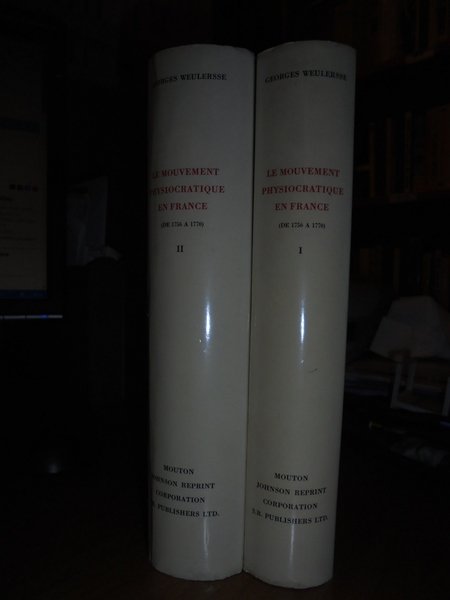 GEORGES WEULERSSE
LE MOUVEMENT
PHYSIOCRATIQUE
EN FRANCE
(DE 1756 A 1770)
II
MOUTON
JOHNSON REPRINT
CORPORATION
S.R. PUBLISHERS LTD.
GEORGES WEULERSSE
LE MOUVEMENT
PHYSIOCRATIQUE
EN FRANCE
(DE 1756 A 1770)
I
MOUTON
JOHNSON REPRINT
CORPORATION
S.R. PUBLISHERS LTD.